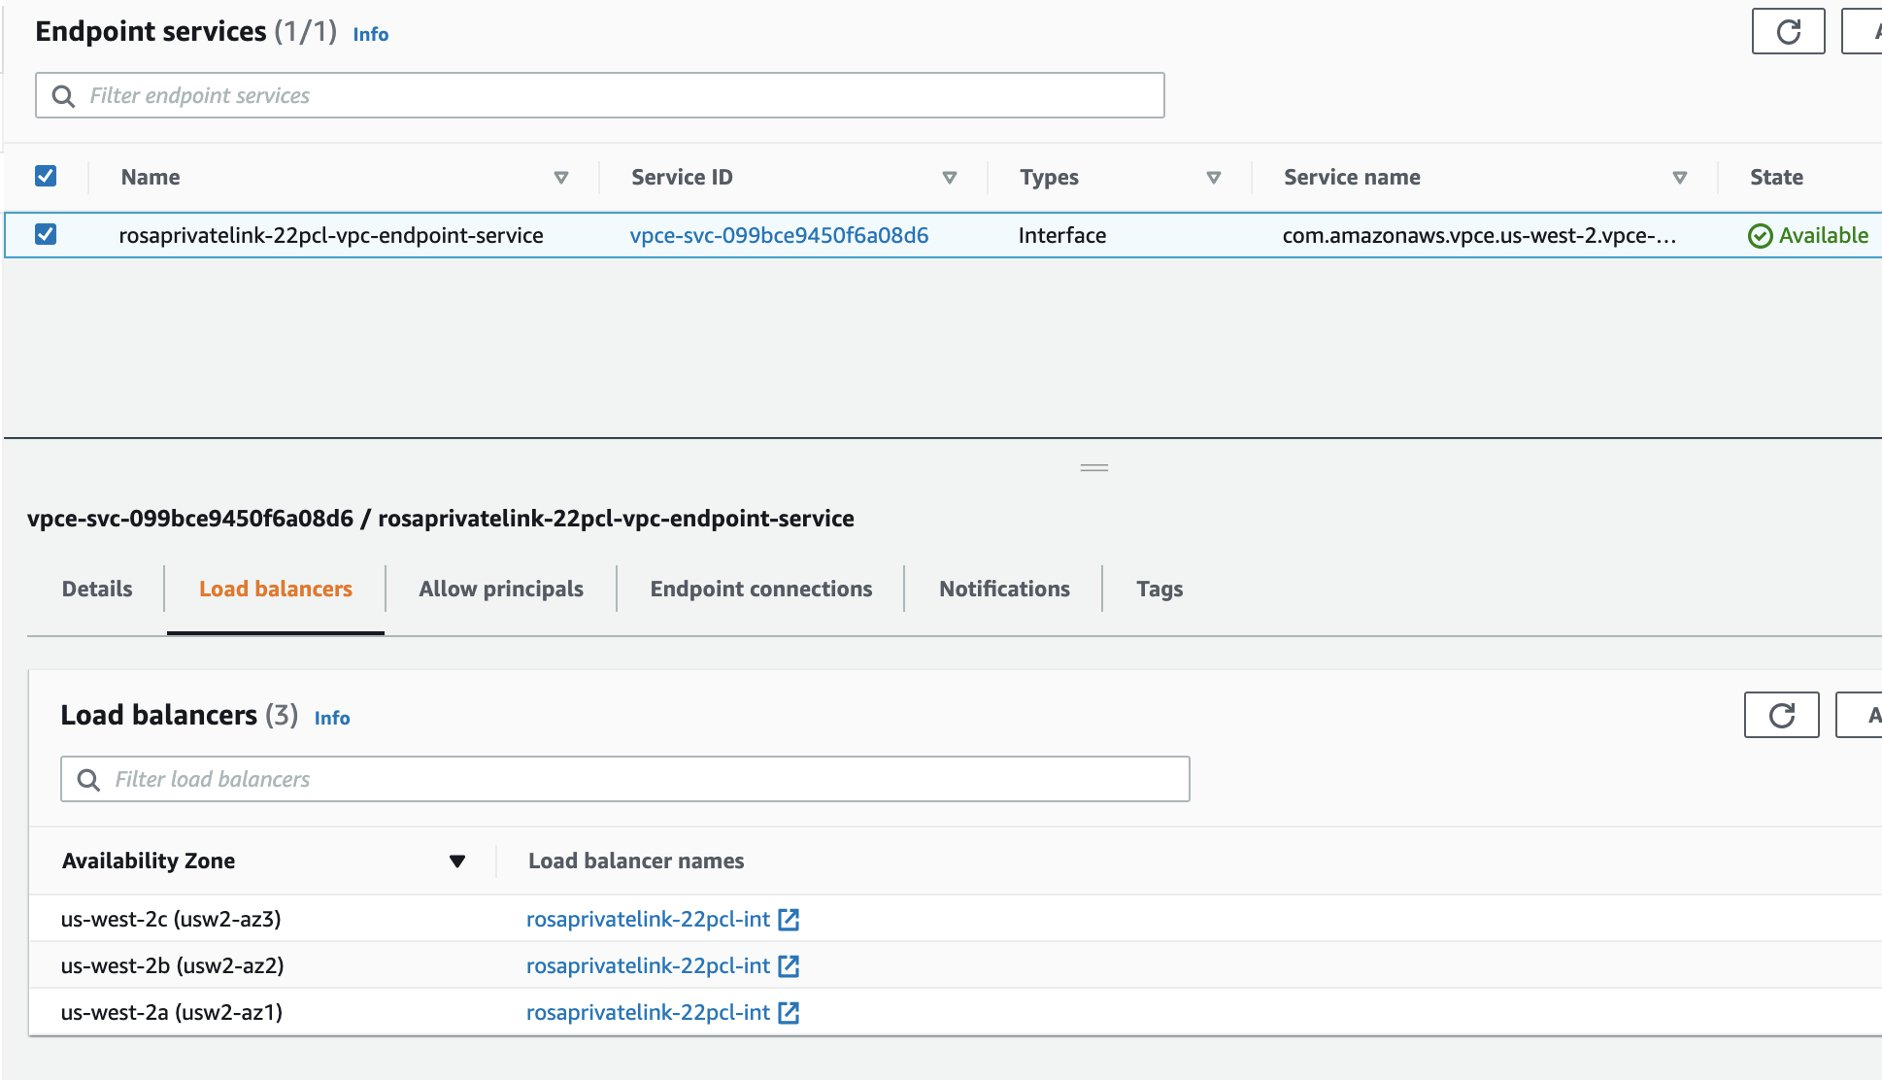 Endpoint services (1/1) Info
Filter endpoint services
Name Service ID Types Service name State
rosaprivatelink-22pcl-vpc-endpoint-service vpce-svc-099bce9450f6a08d6 Interface com.amazonaws.vpce.us-west-2.vpce-... Available
vpce-svc-099bce9450f6a08d6 / rosaprivatelink-22pcl-vpc-endpoint-service
Details Load balancers Allow principals Endpoint connections Notifications Tags
Load balancers (3) Info
Filter load balancers
Availability Zone Load balancer names
us-west-2c (usw2-az3) rosaprivatelink-22pcl-int
us-west-2b (usw2-az2) rosaprivatelink-22pcl-int
us-west-2a (usw2-az1) rosaprivatelink-22pcl-int